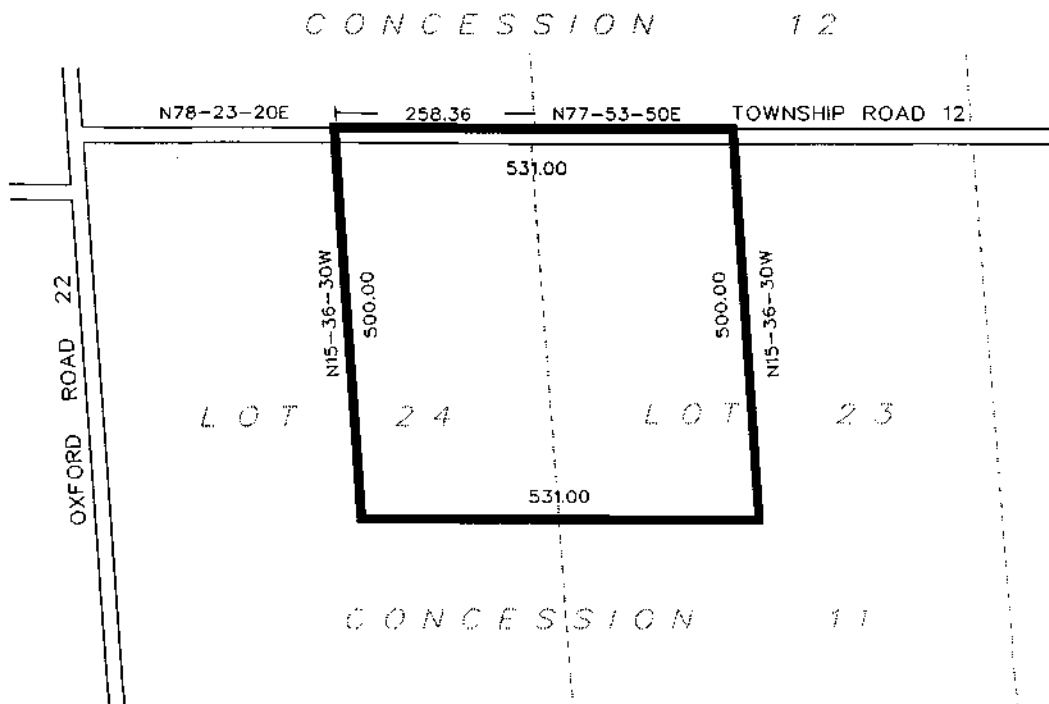 CONCESSION 12
N78-23-20E
258.36
N77-53-50E
TOWNSHIP ROAD 12
531.00
N15-36-30W
500.00
500.00
N15-36-30W
OXFORD ROAD 22
LOT 24
LOT 23
531.00
CONCESSION 11